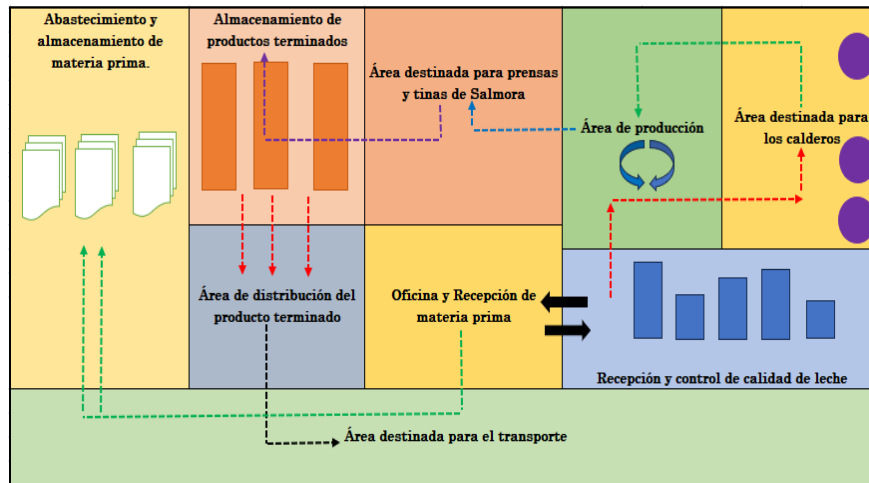 Abastecimiento y
almacenamiento de
materia prima.
Almacenamiento de
productos terminados
Área destinada para prensas
y tinas de Salmora
Área de producción
Área destinada para
los calderos
Área de distribución del
producto terminado
Oficina y Recepción de
materia prima
Recepción y control de calidad de leche
Área destinada para el transporte